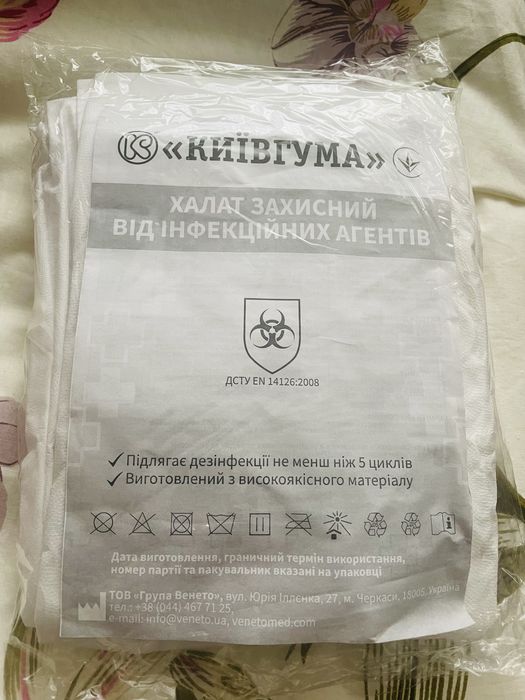 «КИЇВГУМА»
ХАЛАТ ЗАХИСНИЙ
ВІД ІНФЕКЦІЙНИХ АГЕНТІВ
ДСТУ EN 14126:2008
✓ Підлягає дезінфекції не менш ніж 5 циклів
✓ Виготовлений з високоякісного матеріалу
Дата виготовлення, граничний термін використання,
номер партії та пакувальник вказані на упаковці
ТОВ «Група Венето», вул. Юрія Іллєнка, 27, м. Черкаси, 18005, Україна
тел.: +38 (044) 467 71 25,
e-mail: info@veneto.ua, venetomed.com